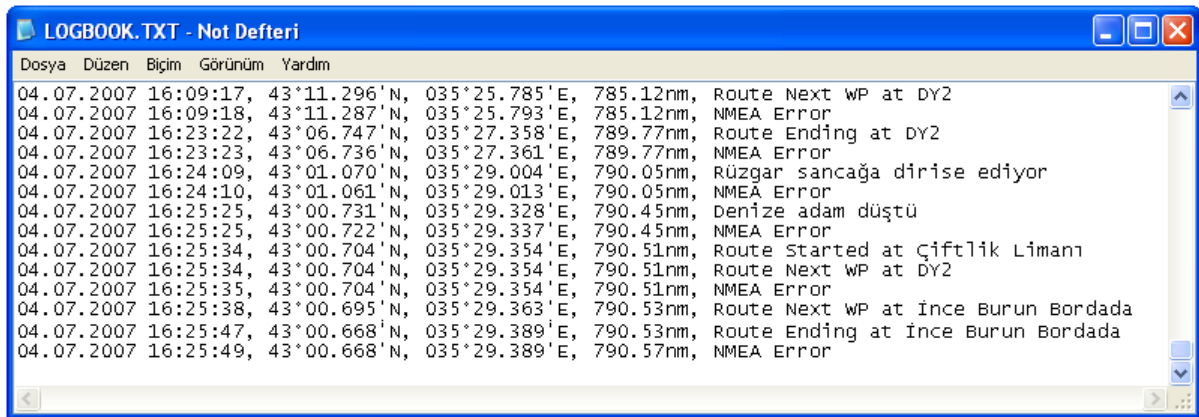 LOGBOOK.TXT - Not Defteri
Dosya Düzen Biçim Görünüm Yardım
04.07.2007 16:09:17, 43°11.296'N, 035°25.785'E, 785.12nm, Route Next WP at DY2
04.07.2007 16:09:18, 43°11.287'N, 035°25.793'E, 785.12nm, NMEA Error
04.07.2007 16:23:22, 43°06.747'N, 035°27.358'E, 789.77nm, Route Ending at DY2
04.07.2007 16:23:23, 43°06.736'N, 035°27.361'E, 789.77nm, NMEA Error
04.07.2007 16:24:09, 43°01.070'N, 035°29.004'E, 790.05nm, Rüzgar sancağa dirise ediyor
04.07.2007 16:24:10, 43°01.061'N, 035°29.013'E, 790.05nm, NMEA Error
04.07.2007 16:25:25, 43°00.731'N, 035°29.328'E, 790.45nm, Denize adam düştü
04.07.2007 16:25:25, 43°00.722'N, 035°29.337'E, 790.45nm, NMEA Error
04.07.2007 16:25:34, 43°00.704'N, 035°29.354'E, 790.51nm, Route Started at Çiftlik Limanı
04.07.2007 16:25:34, 43°00.704'N, 035°29.354'E, 790.51nm, Route Next WP at DY2
04.07.2007 16:25:35, 43°00.704'N, 035°29.354'E, 790.51nm, NMEA Error
04.07.2007 16:25:38, 43°00.695'N, 035°29.363'E, 790.53nm, Route Next WP at İnce Burun Bordada
04.07.2007 16:25:47, 43°00.668'N, 035°29.389'E, 790.53nm, Route Ending at İnce Burun Bordada
04.07.2007 16:25:49, 43°00.668'N, 035°29.389'E, 790.57nm, NMEA Error